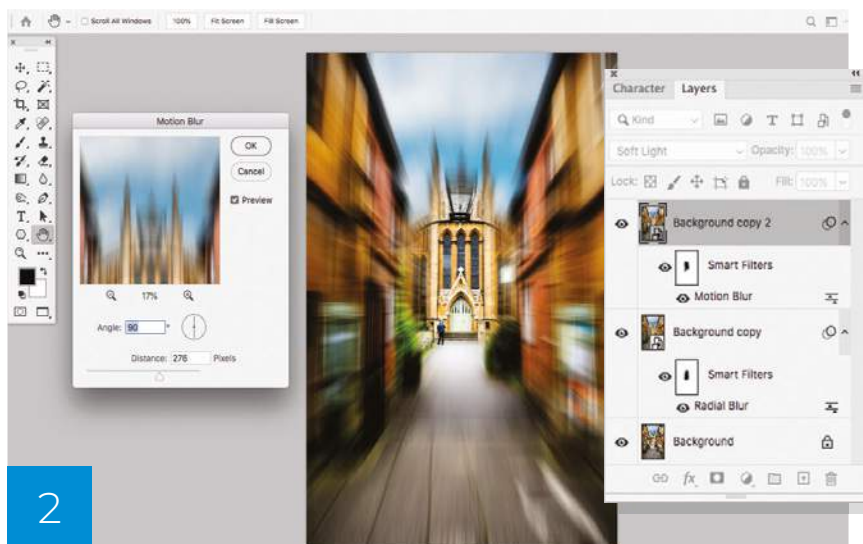 Scroll All Windows 100% Fit Screen Fill Screen
Motion Blur
OK
Cancel
Preview
17%
Angle: 90 °
Distance: 276 Pixels
Character Layers
Kind
Soft Light Opacity: 100%
Lock: Fill: 100%
Background copy 2
Smart Filters
Motion Blur
Background copy
Smart Filters
Radial Blur
Background
fx
2